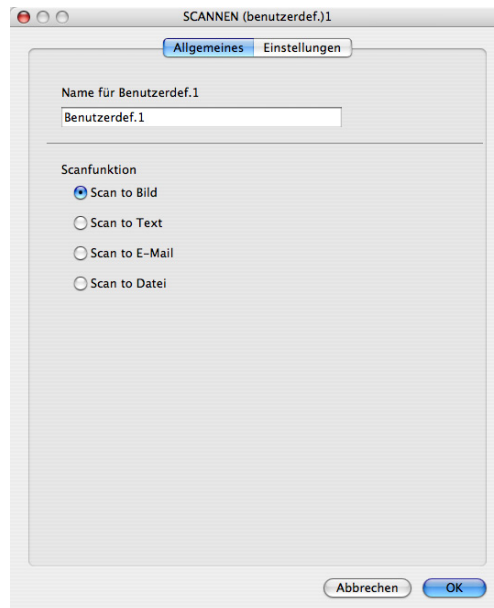 SCANNEN (benutzerdef.)1
Allgemeines Einstellungen
Name für Benutzerdef.1
Benutzerdef.1
Scanfunktion
Scan to Bild
Scan to Text
Scan to E-Mail
Scan to Datei
Abbrechen OK